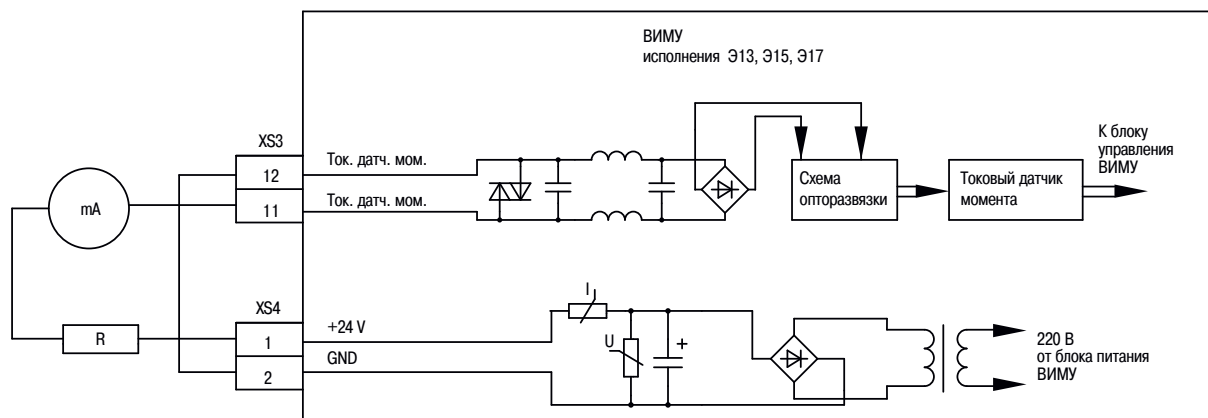 ВИМУ
исполнения Э13, Э15, Э17
XS3
12
11
Ток. датч. мом.
Ток. датч. мом.
mA
Схема
опторазвязки
Токовый датчик
момента
К блоку
управления
ВИМУ
XS4
1
2
+24 V
GND
R
I
U
+
220 В
от блока питания
ВИМУ